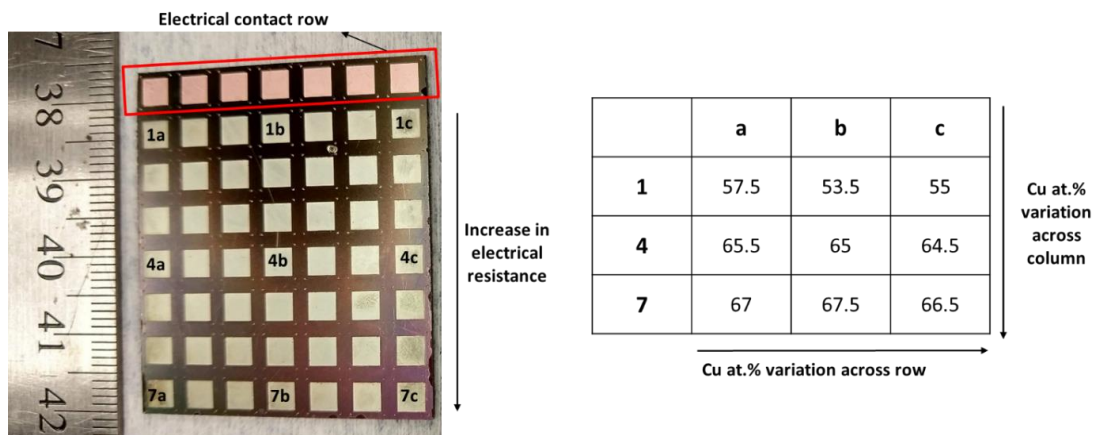 Electrical contact row
7
38
39
40
41
42
1a 1b 1c
4a 4b 4c
7a 7b 7c
Increase in
electrical
resistance
a b c
1 57.5 53.5 55
4 65.5 65 64.5
7 67 67.5 66.5
Cu at.%
variation
across
column
Cu at.% variation across row